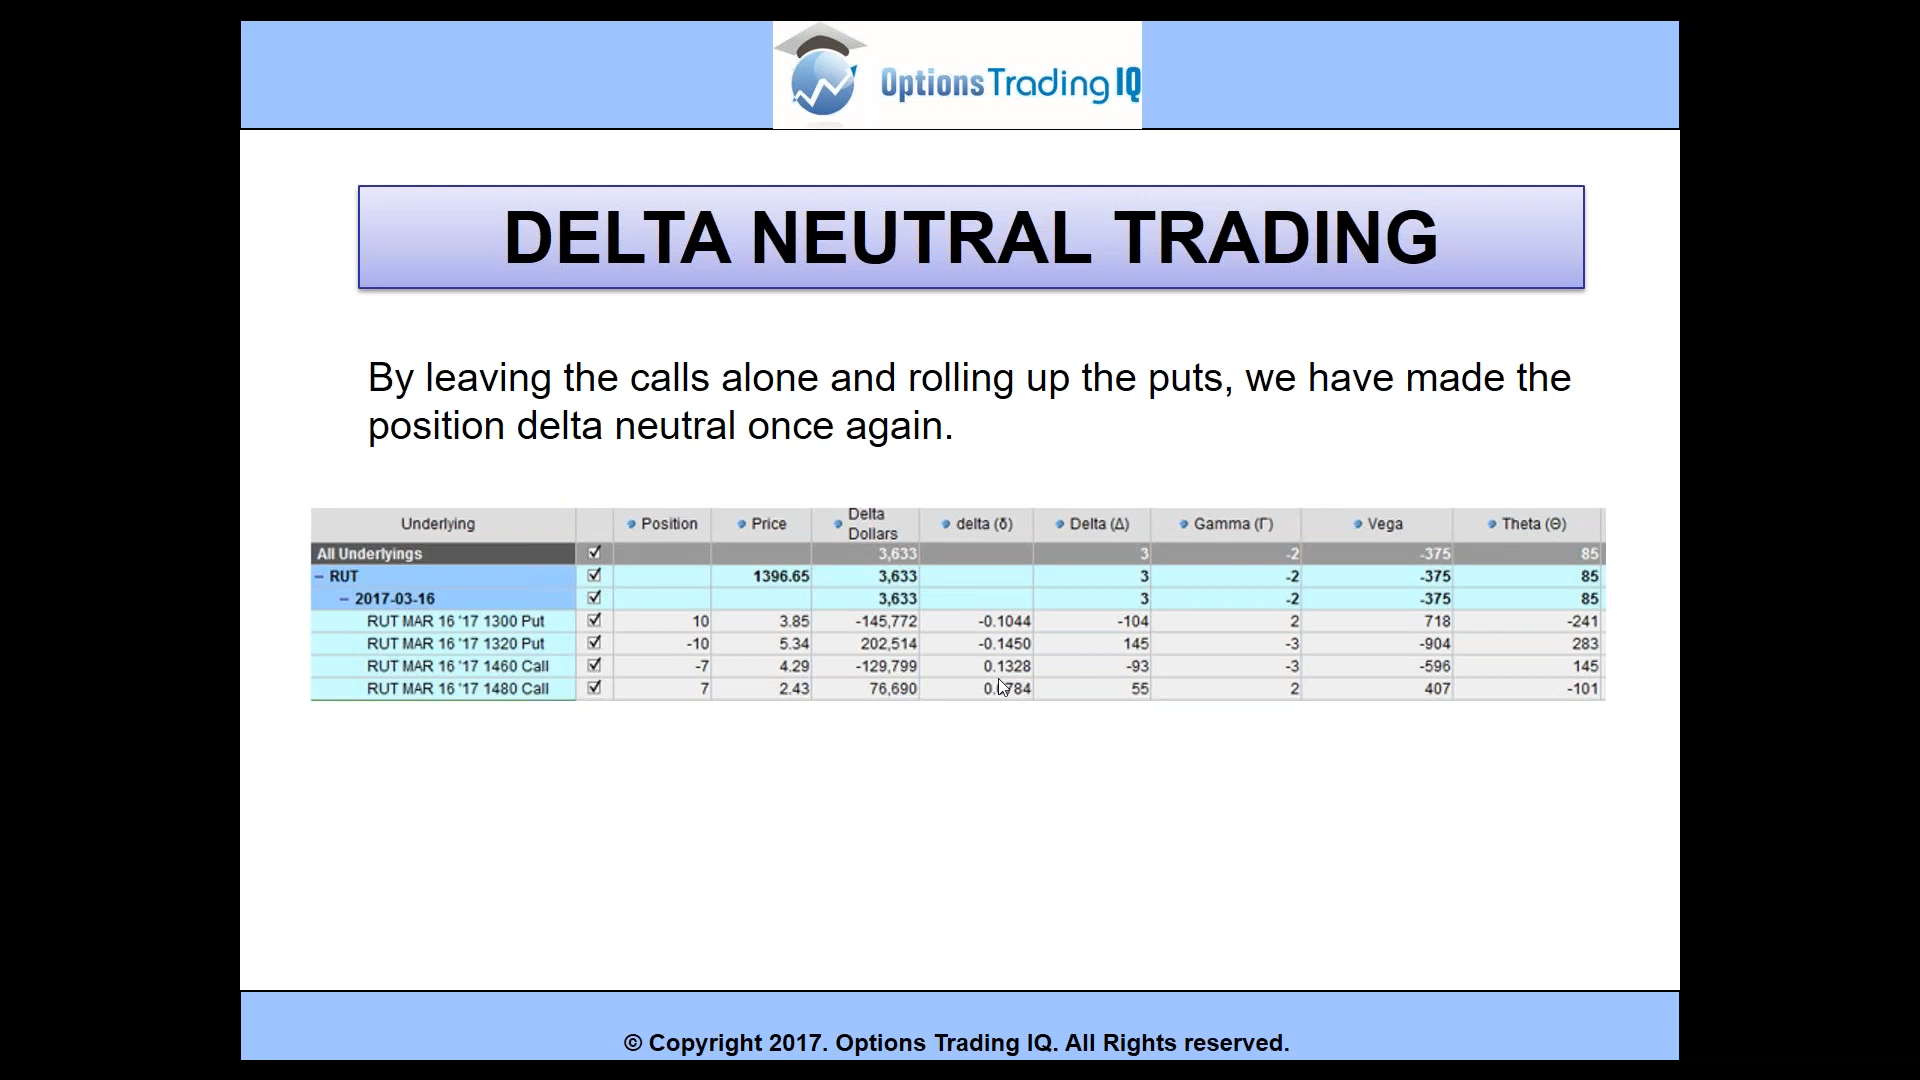 Options Trading IQ
DELTA NEUTRAL TRADING
By leaving the calls alone and rolling up the puts, we have made the
position delta neutral once again.
Underlying Position Price Delta Dollars delta (δ) Delta (Δ) Gamma (Γ) Vega Theta (Θ)
All Underlyings 3,633 3 -2 -375 85
– RUT 1396.65 3,633 3 -2 -375 85
– 2017-03-16 3,633 3 -2 -375 85
RUT MAR 16 '17 1300 Put 10 3.85 -145,772 -0.1044 -104 2 718 -241
RUT MAR 16 '17 1320 Put -10 5.34 202,514 -0.1450 145 -3 -904 283
RUT MAR 16 '17 1460 Call -7 4.29 -129,799 0.1328 -93 -3 -596 145
RUT MAR 16 '17 1480 Call 7 2.43 76,690 55 2 407 -101
© Copyright 2017. Options Trading IQ. All Rights reserved.